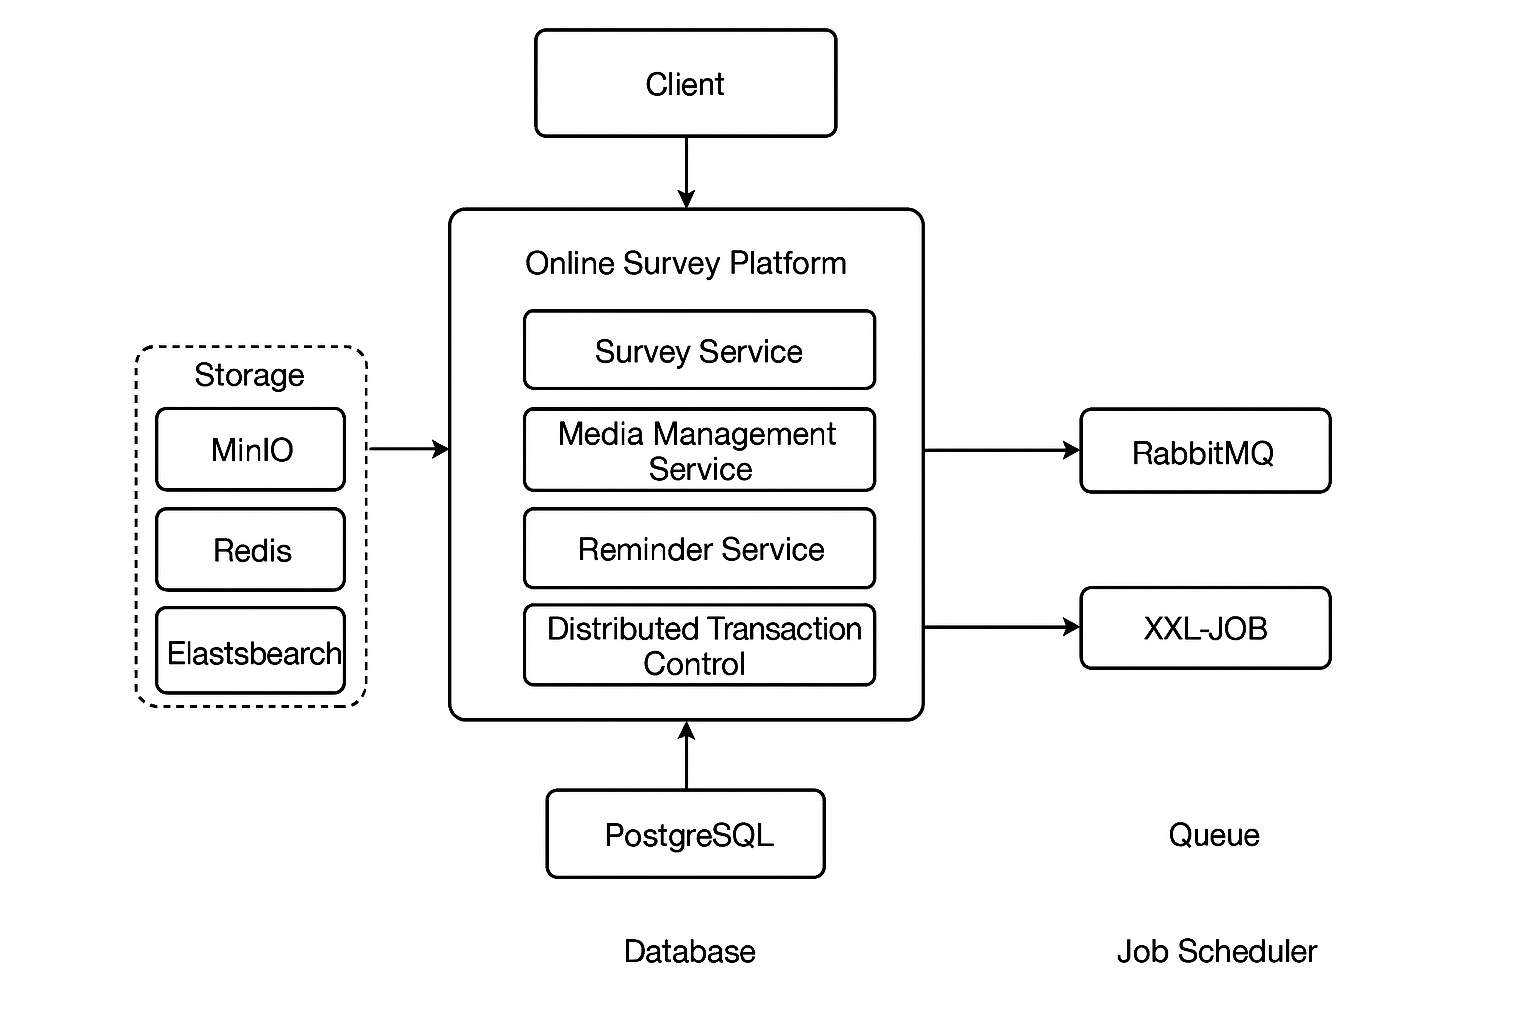 Client
Online Survey Platform
Survey Service
Media Management
Service
Reminder Service
Distributed Transaction
Control
Storage
MinIO
Redis
Elastsbearch
RabbitMQ
XXL-JOB
PostgreSQL
Queue
Database
Job Scheduler